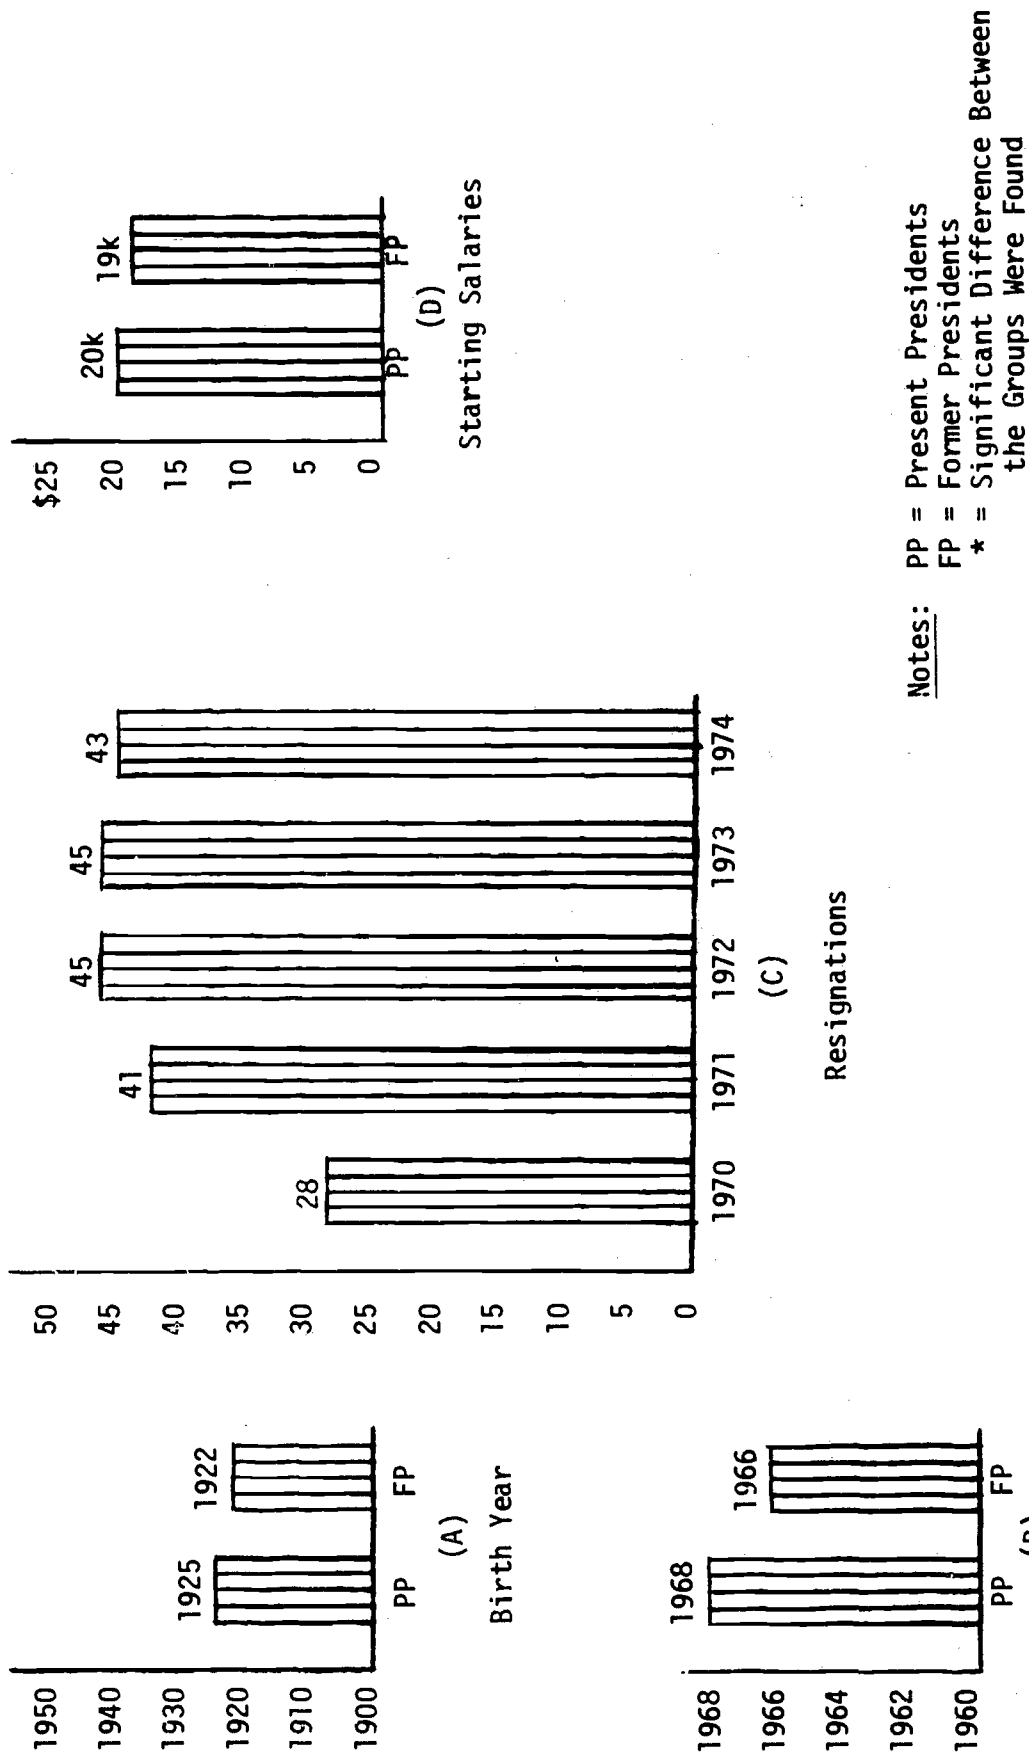 1950
1940
1930
1920
1910
1900
1925
1922
PP
FP
(A)
Birth Year
1968
1966
1964
1962
1960
1968
1966
PP
FP
50
45
40
35
30
25
20
15
10
5
0
28
41
45
45
43
1970
1971
1972
1973
1974
(C)
Resignations
$25
20
15
10
5
0
20k
19k
PP
FP
(D)
Starting Salaries
Notes: PP = Present Presidents
FP = Former Presidents
* = Significant Difference Between
the Groups Were Found